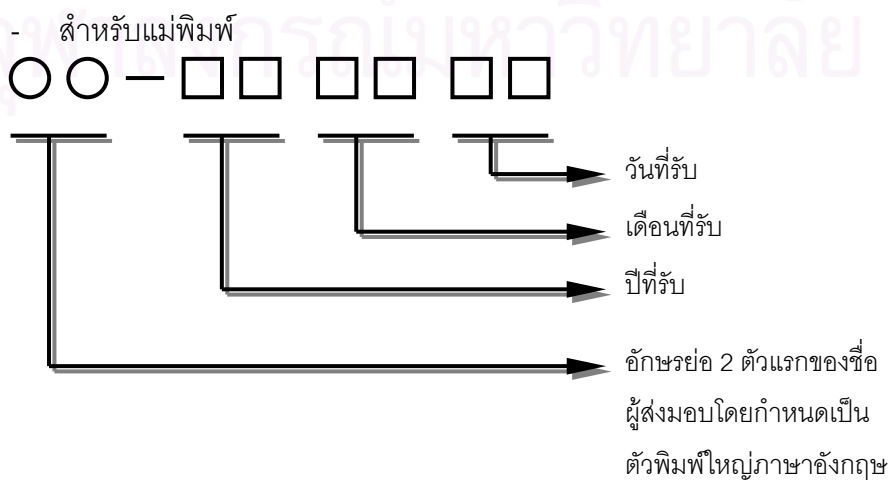 - สำหรับแม่พิมพ์
วันที่รับ
เดือนที่รับ
ปีที่รับ
อักษรย่อ 2 ตัวแรกของชื่อ
ผู้ส่งมอบโดยกำหนดเป็น
ตัวพิมพ์ใหญ่ภาษาอังกฤษ